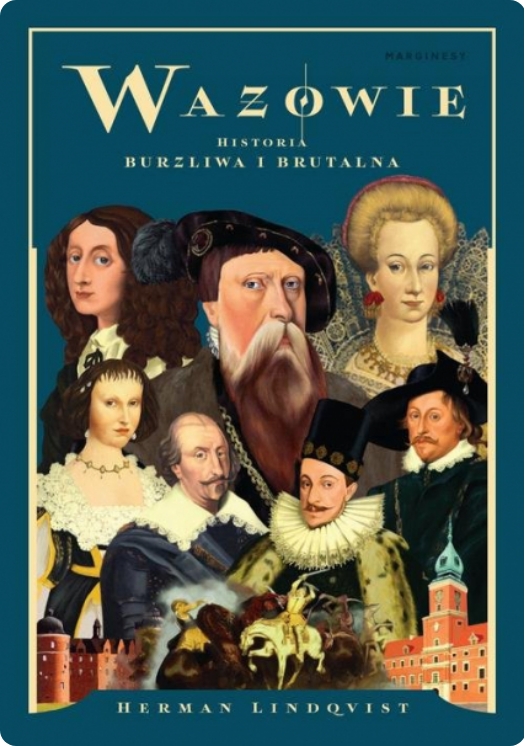 MARGINESY
WAZOWIE
HISTORIA
BURZLIWA I BRUTALNA
HERMAN LINDQVIST